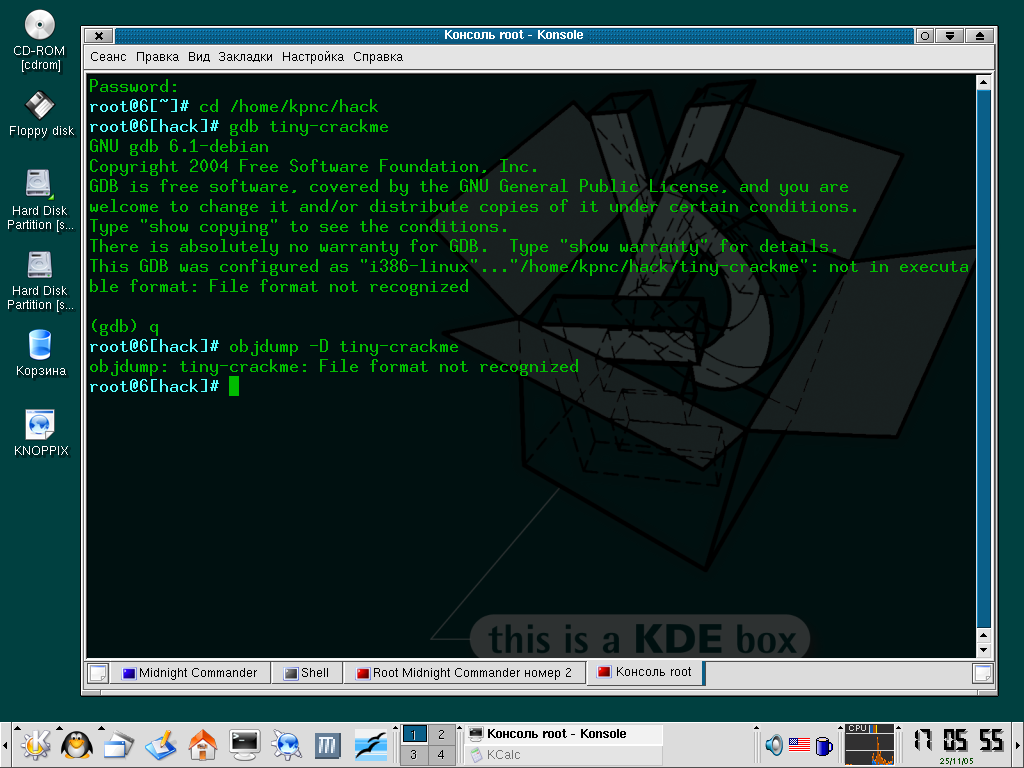 CD-ROM
[cdrom]
Floppy disk
Hard Disk
Partition [s...
Hard Disk
Partition [s...
Корзина
KNOPPIX
Консоль root - Konsole
Сеанс Правка Вид Закладки Настройка Справка
Password:
root@6[~]# cd /home/kpnc/hack
root@6[hack]# gdb tiny-crackme
GNU gdb 6.1-debian
Copyright 2004 Free Software Foundation, Inc.
GDB is free software, covered by the GNU General Public License, and you are
welcome to change it and/or distribute copies of it under certain conditions.
Type "show copying" to see the conditions.
There is absolutely no warranty for GDB.  Type "show warranty" for details.
This GDB was configured as "i386-linux"..."/home/kpnc/hack/tiny-crackme": not in executa
ble format: File format not recognized
(gdb) q
root@6[hack]# objdump -D tiny-crackme
objdump: tiny-crackme: File format not recognized
root@6[hack]#
this is a KDE box
Midnight Commander
Shell
Root Midnight Commander номер 2
Консоль root
1 2
3 4
Консоль root - Konsole
KCalc
CPU
17 05 55
25/11/05